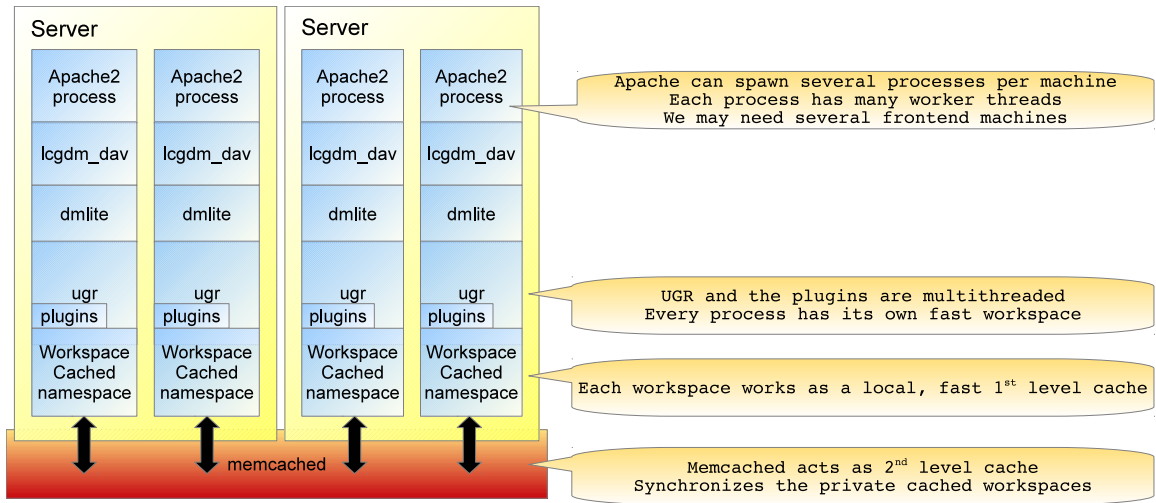 Server
Apache2
process
lcgdm_dav
dmlite
ugr
plugins
Workspace
Cached
namespace
Apache2
process
lcgdm_dav
dmlite
ugr
plugins
Workspace
Cached
namespace
Server
Apache2
process
lcgdm_dav
dmlite
ugr
plugins
Workspace
Cached
namespace
Apache2
process
lcgdm_dav
dmlite
ugr
plugins
Workspace
Cached
namespace
memcached
Apache can spawn several processes per machine
Each process has many worker threads
We may need several frontend machines
UGR and the plugins are multithreaded
Every process has its own fast workspace
Each workspace works as a local, fast 1st level cache
Memcached acts as 2nd level cache
Synchronizes the private cached workspaces